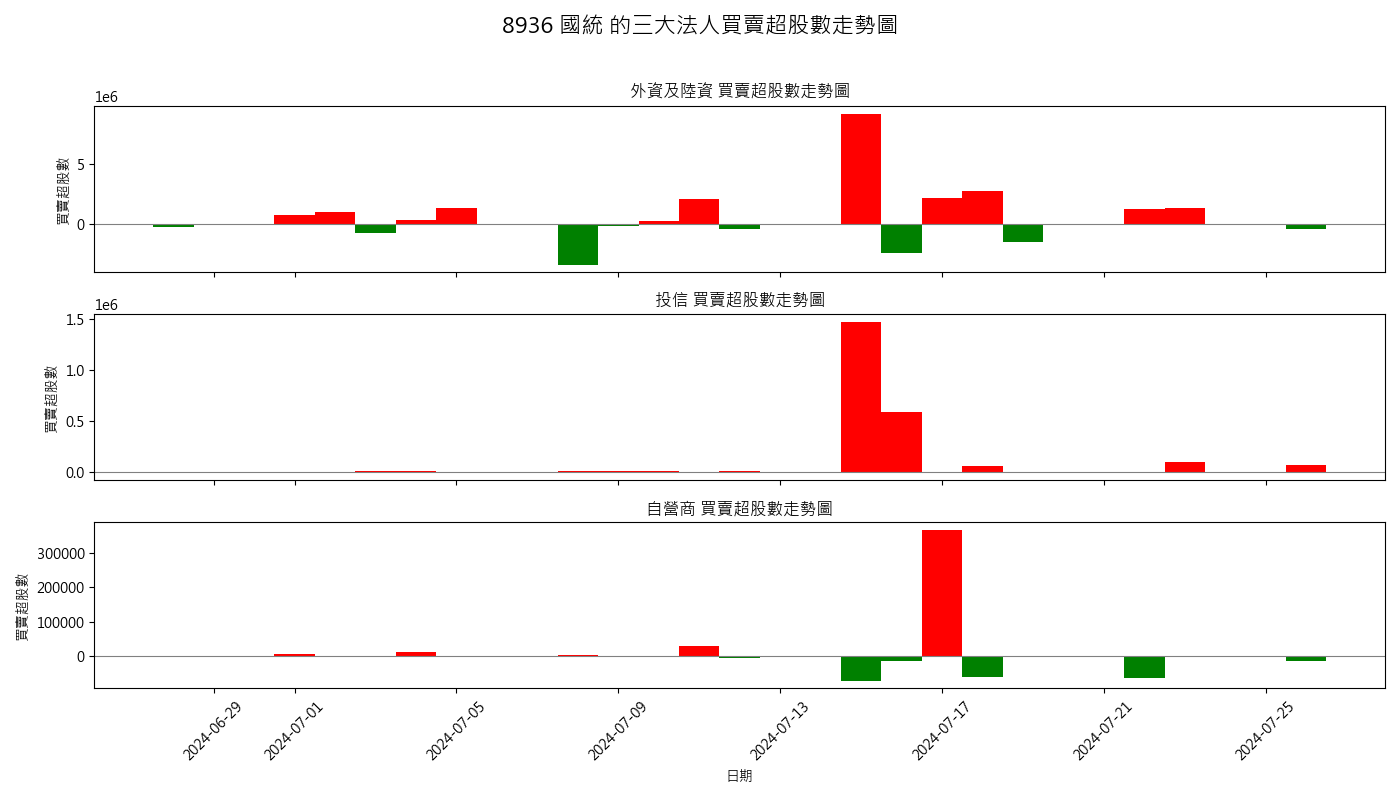 8936 國統 的三大法人買賣超股數走勢圖
外資及陸資 買賣超股數走勢圖
1e6
買賣超股數
5
0
投信 買賣超股數走勢圖
1e6
買賣超股數
1.5
1.0
0.5
0.0
自營商 買賣超股數走勢圖
買賣超股數
300000
200000
100000
0
2024-06-29
2024-07-01
2024-07-05
2024-07-09
2024-07-13
2024-07-17
2024-07-21
2024-07-25
日期